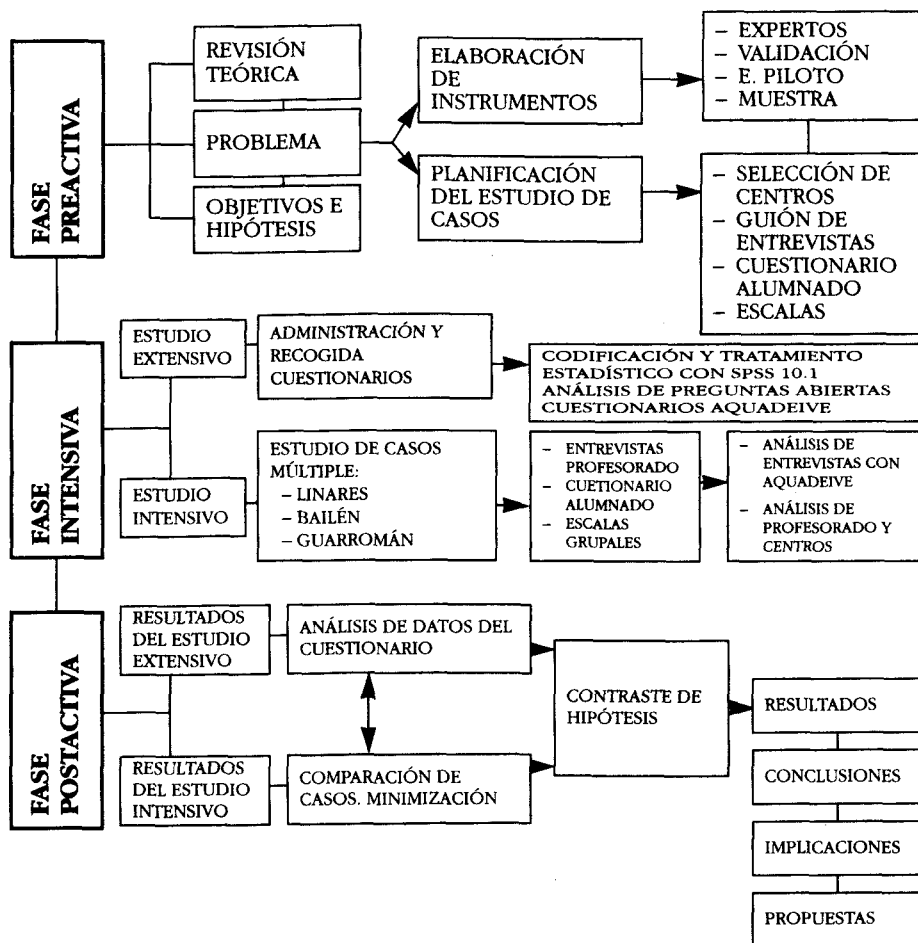 FASE
PREACTIVA
REVISIÓN
TEÓRICA
PROBLEMA
OBJETIVOS E
HIPÓTESIS
ELABORACIÓN
DE
INSTRUMENTOS
PLANIFICACIÓN
DEL ESTUDIO DE
CASOS
– EXPERTOS
– VALIDACIÓN
– E. PILOTO
– MUESTRA
– SELECCIÓN DE
CENTROS
– GUIÓN DE
ENTREVISTAS
– CUESTIONARIO
ALUMNADO
– ESCALAS
FASE
INTENSIVA
ESTUDIO
EXTENSIVO
ADMINISTRACIÓN Y
RECOGIDA
CUESTIONARIOS
CODIFICACIÓN Y TRATAMIENTO
ESTADÍSTICO CON SPSS 10.1
ANÁLISIS DE PREGUNTAS ABIERTAS
CUESTIONARIOS AQUADEIVE
ESTUDIO
INTENSIVO
ESTUDIO DE CASOS
MÚLTIPLE:
– LINARES
– BAILÉN
– GUARROMÁN
– ENTREVISTAS
PROFESORADO
– CUETIONARIO
ALUMNADO
– ESCALAS
GRUPALES
– ANÁLISIS DE
ENTREVISTAS CON
AQUADEIVE
– ANÁLISIS DE
PROFESORADO Y
CENTROS
FASE
POSTACTIVA
RESULTADOS
DEL ESTUDIO
EXTENSIVO
ANÁLISIS DE DATOS DEL
CUESTIONARIO
RESULTADOS
DEL ESTUDIO
INTENSIVO
COMPARACIÓN DE
CASOS. MINIMIZACIÓN
CONTRASTE DE
HIPÓTESIS
RESULTADOS
CONCLUSIONES
IMPLICACIONES
PROPUESTAS